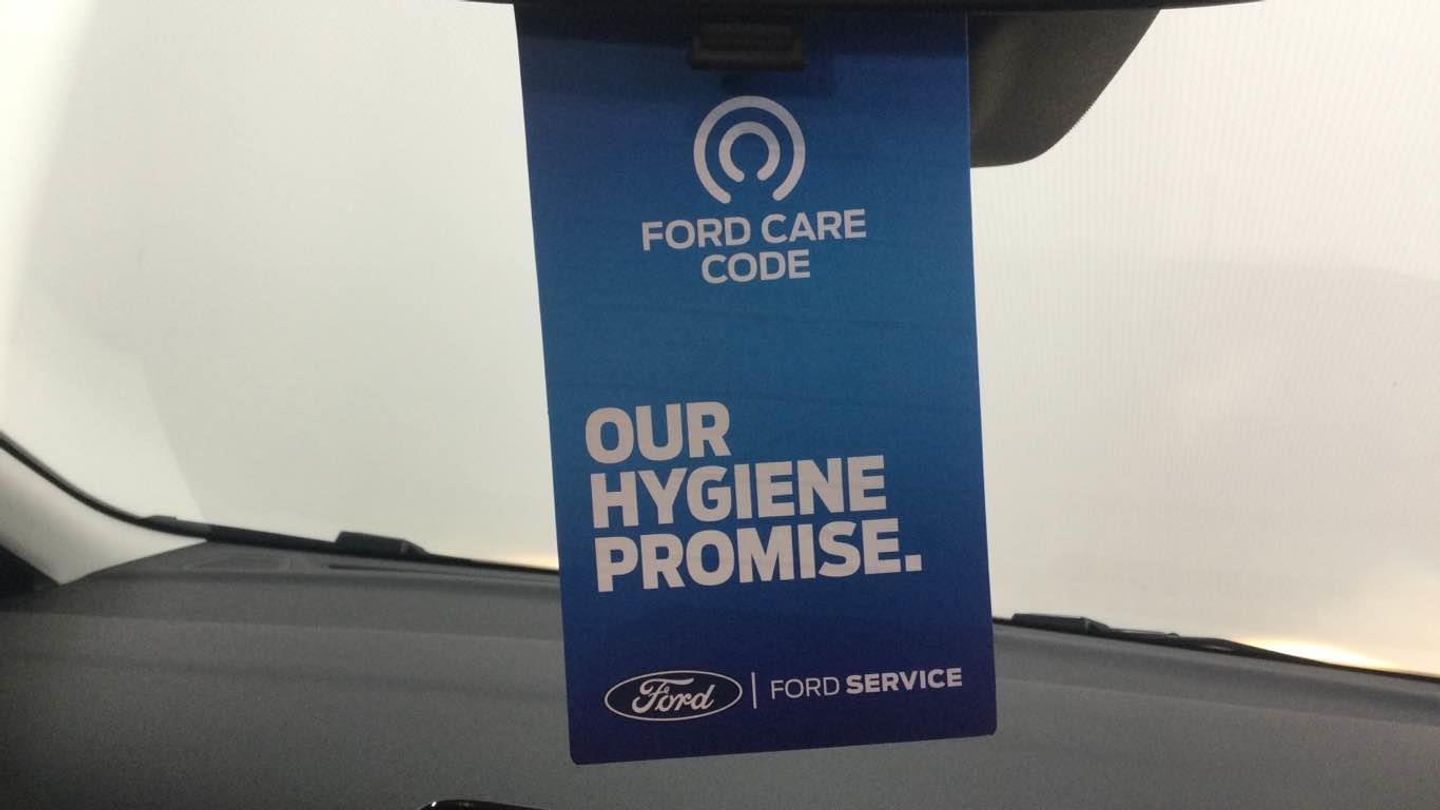 FORD CARE
CODE
OUR
HYGIENE
PROMISE.
Ford | FORD SERVICE